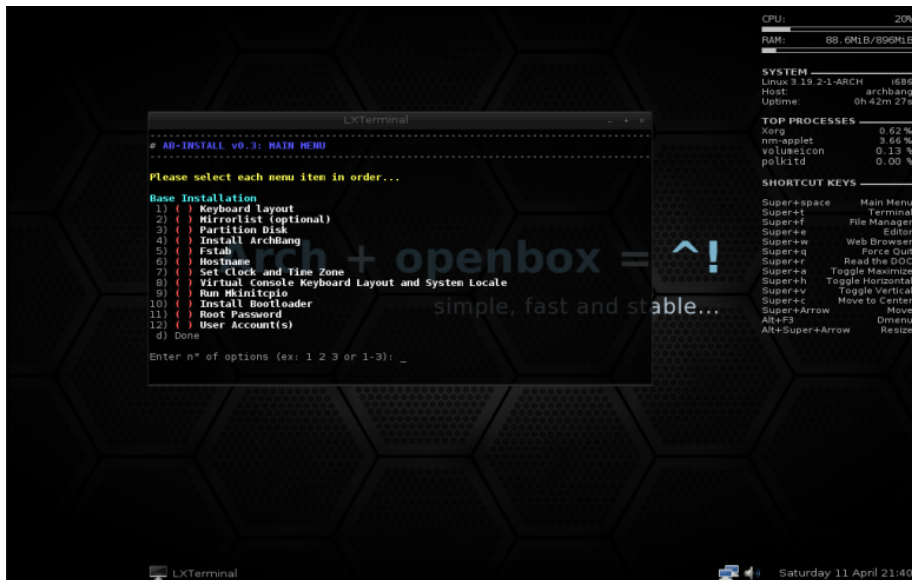 LXTerminal
# AB-INSTALL v0.3: MAIN MENU
Please select each menu item in order...
Base Installation
1) ( ) Keyboard layout
2) ( ) Mirrorlist (optional)
3) ( ) Partition Disk
4) ( ) Install ArchBang
5) ( ) Fstab
6) ( ) Hostname
7) ( ) Set Clock and Time Zone
8) ( ) Virtual Console Keyboard Layout and System Locale
9) ( ) Run Mkinitcpio
10) ( ) Install Bootloader
11) ( ) Root Password
12) ( ) User Account(s)
d) Done
Enter n° of options (ex: 1 2 3 or 1-3): _
Arch + openbox = ^!
simple, fast and stable...
CPU: 20%
RAM: 88.6MiB/896MiB
SYSTEM
Linux 3.19.2-1-ARCH i686
Host: archbang
Uptime: 0h 42m 27s
TOP PROCESSES
Xorg 0.62 %
nm-applet 3.66 %
volumeicon 0.13 %
polkitd 0.00 %
SHORTCUT KEYS
Super+space Main Menu
Super+t Terminal
Super+f File Manager
Super+e Editor
Super+w Web Browser
Super+q Force Quit
Super+r Read the DOC
Super+a Toggle Maximize
Super+h Toggle Horizontal
Super+v Toggle Vertical
Super+c Move to Center
Super+Arrow Move
Alt+F3 Dmenu
Alt+Super+Arrow Resize
LXTerminal
Saturday 11 April 21:40